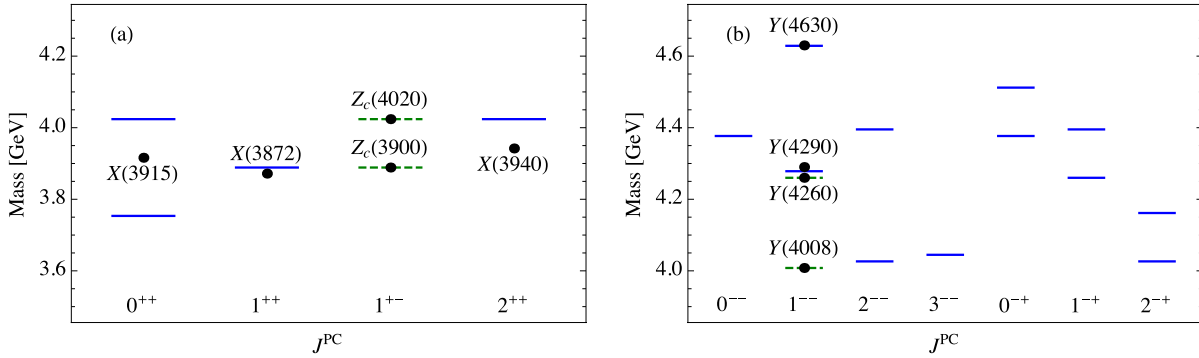 (a)
Mass [GeV]
4.2
4.0
3.8
3.6
X(3915)
X(3872)
Z_c(4020)
Z_c(3900)
X(3940)
0⁺⁺
1⁺⁺
1⁺⁻
2⁺⁺
J^PC
(b)
Mass [GeV]
4.6
4.4
4.2
4.0
Y(4630)
Y(4290)
Y(4260)
Y(4008)
0⁻⁻
1⁻⁻
2⁻⁻
3⁻⁻
0⁻⁺
1⁻⁺
2⁻⁺
J^PC